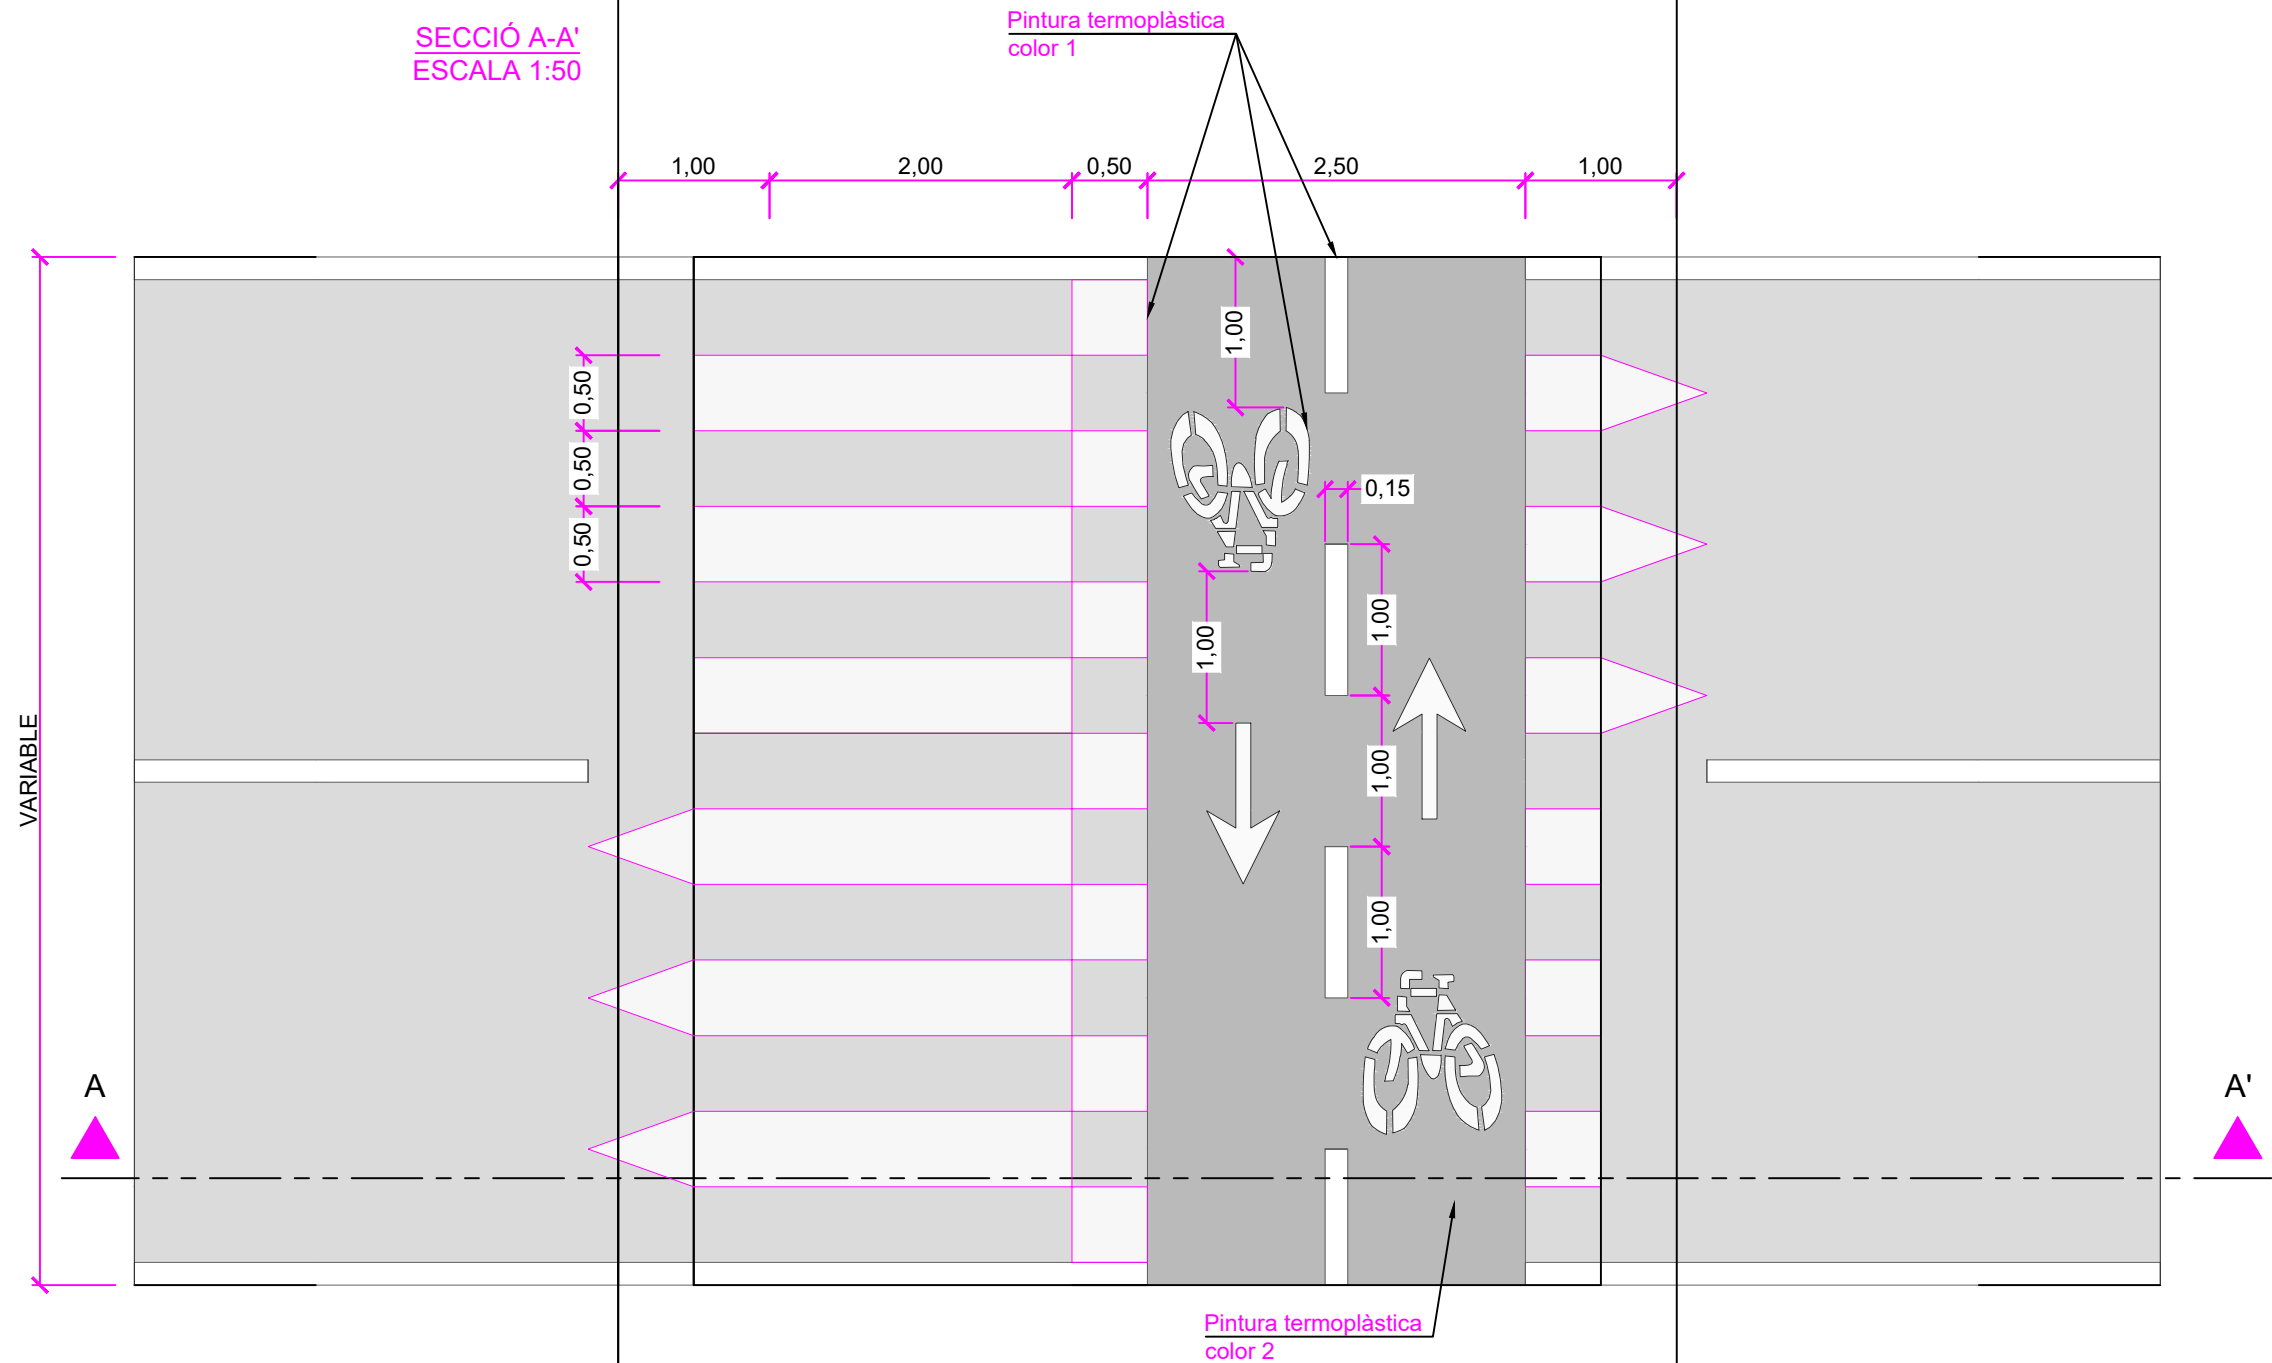 SECCIÓ A-A'
ESCALA 1:50
Pintura termoplàstica
color 1
1,00
2,00
0,50
2,50
1,00
1,00
0,50
0,50
0,50
0,15
1,00
1,00
1,00
1,00
VARIABLE
A
A'
Pintura termoplàstica
color 2